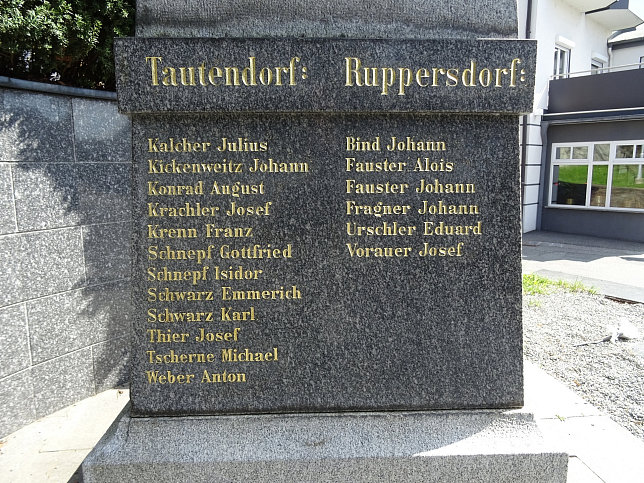 Tautendorf:
Kalcher Julius
Kickenweitz Johann
Konrad August
Krachler Josef
Krenn Franz
Schnepf Gottfried
Schnepf Isidor
Schwarz Emmerich
Schwarz Karl
Thier Josef
Tscherne Michael
Weber Anton
Ruppersdorf:
Bind Johann
Fauster Alois
Fauster Johann
Fragner Johann
Urschler Eduard
Vorauer Josef